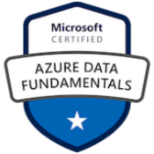 Microsoft
CERTIFIED
AZURE DATA
FUNDAMENTALS